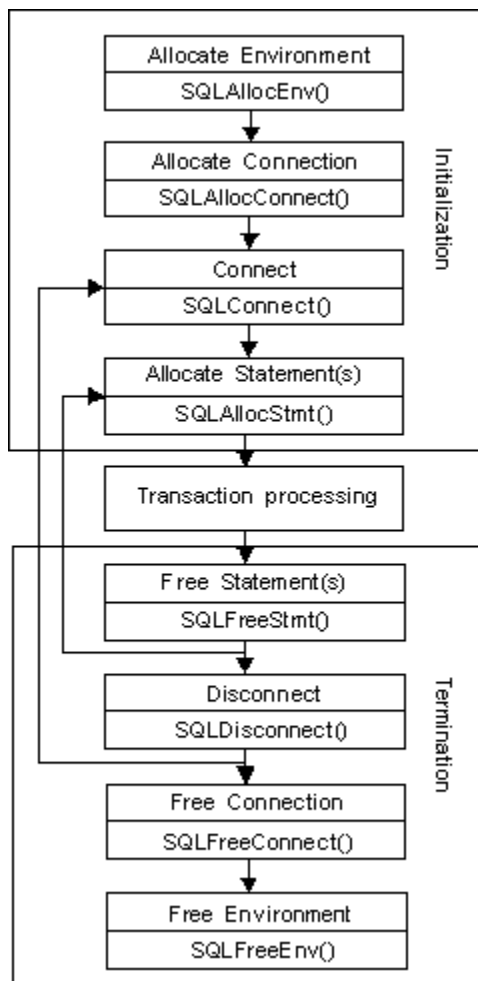 Allocate Environment
SQLAllocEnv()
Allocate Connection
SQLAllocConnect()
Initialization
Connect
SQLConnect()
Allocate Statement(s)
SQLAllocStmt()
Transaction processing
Free Statement(s)
SQLFreeStmt()
Disconnect
SQLDisconnect()
Termination
Free Connection
SQLFreeConnect()
Free Environment
SQLFreeEnv()